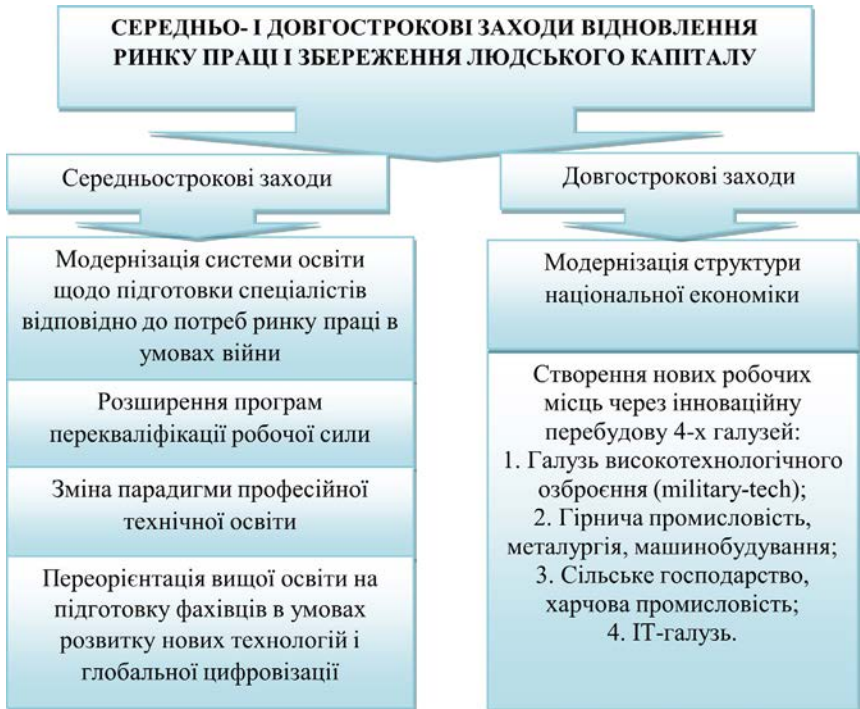 СЕРЕДНЬО- І ДОВГОСТРОКОВІ ЗАХОДИ ВІДНОВЛЕННЯ
РИНКУ ПРАЦІ І ЗБЕРЕЖЕННЯ ЛЮДСЬКОГО КАПІТАЛУ
Середньострокові заходи
Модернізація системи освіти
щодо підготовки спеціалістів
відповідно до потреб ринку праці в
умовах війни
Розширення програм
перекваліфікації робочої сили
Зміна парадигми професійної
технічної освіти
Переорієнтація вищої освіти на
підготовку фахівців в умовах
розвитку нових технологій і
глобальної цифровізації
Довгострокові заходи
Модернізація структури
національної економіки
Створення нових робочих
місць через інноваційну
перебудову 4-х галузей:
1. Галузь високотехнологічного
озброєння (military-tech);
2. Гірнича промисловість,
металургія, машинобудування;
3. Сільське господарство,
харчова промисловість;
4. ІТ-галузь.